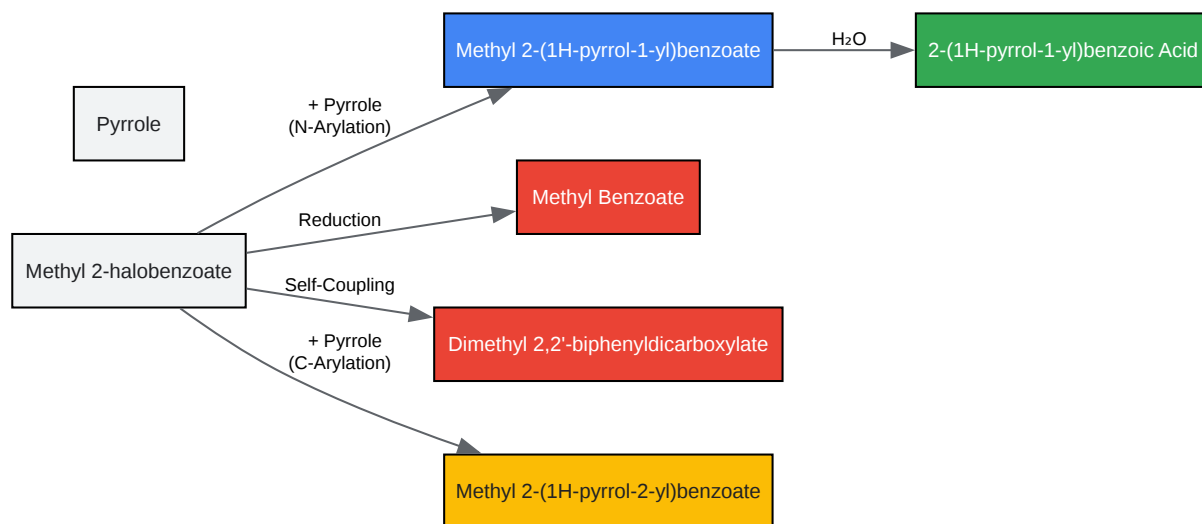 Methyl 2-(1H-pyrrol-1-yl)benzoate
H₂O
2-(1H-pyrrol-1-yl)benzoic Acid
+ Pyrrole
(N-Arylation)
Pyrrole
Methyl Benzoate
Reduction
Methyl 2-halobenzoate
Self-Coupling
Dimethyl 2,2'-biphenyldicarboxylate
+ Pyrrole
(C-Arylation)
Methyl 2-(1H-pyrrol-2-yl)benzoate